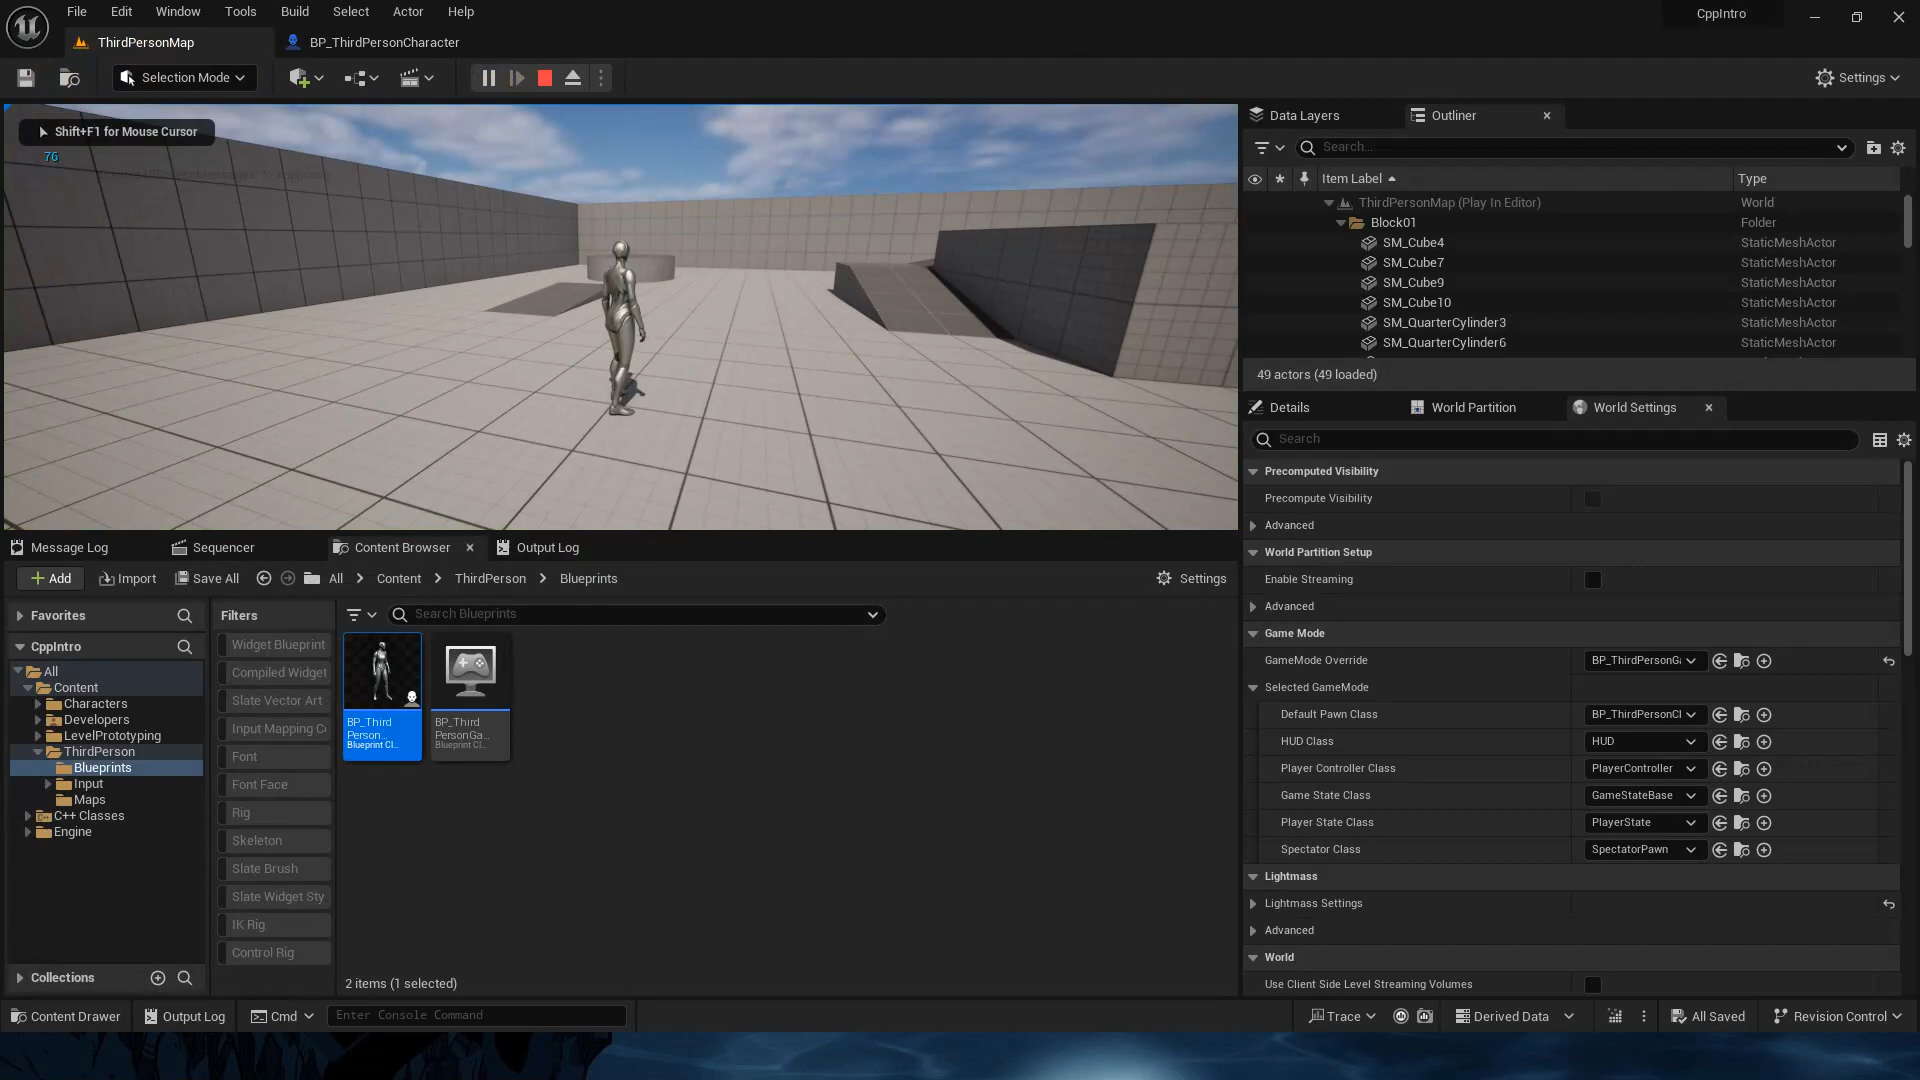 File Edit Window Tools Build Select Actor Help
CppIntro
ThirdPersonMap
BP_ThirdPersonCharacter
Selection Mode
Settings
Shift+F1 for Mouse Cursor
76
Data Layers
Outliner
Search...
Item Label
Type
ThirdPersonMap (Play In Editor)
World
Block01
Folder
SM_Cube4
StaticMeshActor
SM_Cube7
StaticMeshActor
SM_Cube9
StaticMeshActor
SM_Cube10
StaticMeshActor
SM_QuarterCylinder3
StaticMeshActor
SM_QuarterCylinder6
StaticMeshActor
49 actors (49 loaded)
Details
World Partition
World Settings
Search
Precomputed Visibility
Precompute Visibility
Advanced
World Partition Setup
Enable Streaming
Advanced
Game Mode
GameMode Override
BP_ThirdPersonGa
Selected GameMode
Default Pawn Class
BP_ThirdPersonCl
HUD Class
HUD
Player Controller Class
PlayerController
Game State Class
GameStateBase
Player State Class
PlayerState
Spectator Class
SpectatorPawn
Lightmass
Lightmass Settings
Advanced
World
Use Client Side Level Streaming Volumes
Message Log
Sequencer
Content Browser
Output Log
Add
Import
Save All
All
Content
ThirdPerson
Blueprints
Settings
Favorites
CppIntro
All
Content
Characters
Developers
LevelPrototyping
ThirdPerson
Blueprints
Input
Maps
C++ Classes
Engine
Collections
Filters
Widget Blueprint
Compiled Widget
Slate Vector Art
Input Mapping Co
Font
Font Face
Rig
Skeleton
Slate Brush
Slate Widget Sty
IK Rig
Control Rig
Search Blueprints
BP_Third
Person...
Blueprint Cl...
BP_Third
PersonGa...
Blueprint Cl...
2 items (1 selected)
Content Drawer
Output Log
Cmd
Enter Console Command
Trace
Derived Data
All Saved
Revision Control